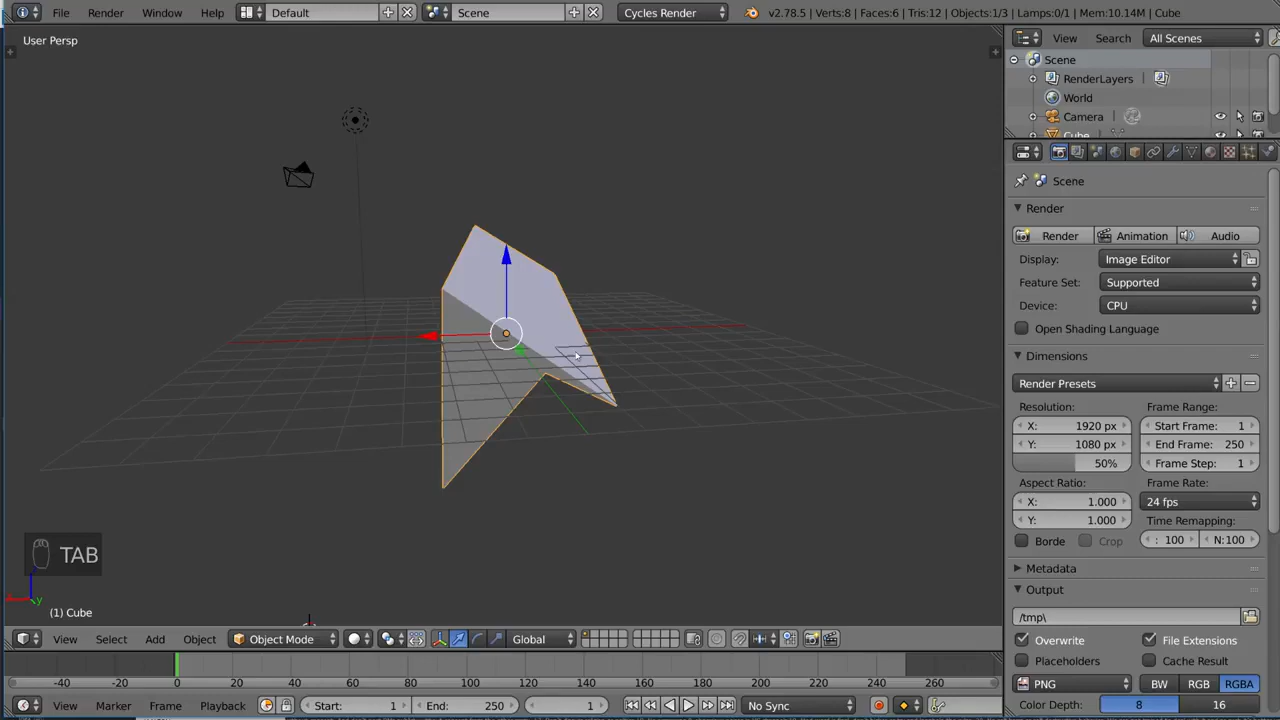 File Render Window Help Default Scene Cycles Render v2.78.5 | Verts:8 | Faces:6 | Tris:12 | Objects:1/3 | Lamps:0/1 | Mem:10.14M | Cube
User Persp
View Search All Scenes
Scene
RenderLayers
World
Camera
Cube
Scene
Render
Render Animation Audio
Display: Image Editor
Feature Set: Supported
Device: CPU
Open Shading Language
Dimensions
Render Presets
Resolution: Frame Range:
X: 1920 px Start Frame: 1
Y: 1080 px End Frame: 250
50% Frame Step: 1
Aspect Ratio: Frame Rate:
X: 1.000 24 fps
Y: 1.000 Time Remapping:
Borde Crop : 100 N:100
Metadata
Output
/tmp\
Overwrite File Extensions
Placeholders Cache Result
PNG BW RGB RGBA
Color Depth: 8 16
TAB
y
(1) Cube
View Select Add Object Object Mode Global
-40 -20 0 20 40 60 80 100 120 140 160 180 200 220 240 260
View Marker Frame Playback Start: 1 End: 250 1 No Sync